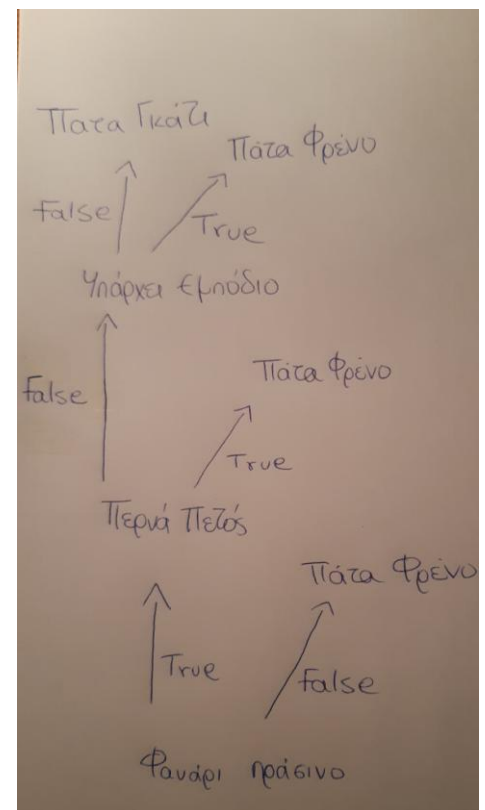 Πατα Γκάζι
Πάτα Φρένο
False
True
Υπάρχει εμπόδιο
Πάτα Φρένο
False
True
Περνά Πεζός
Πάτα Φρένο
True
False
Φανάρι πράσινο